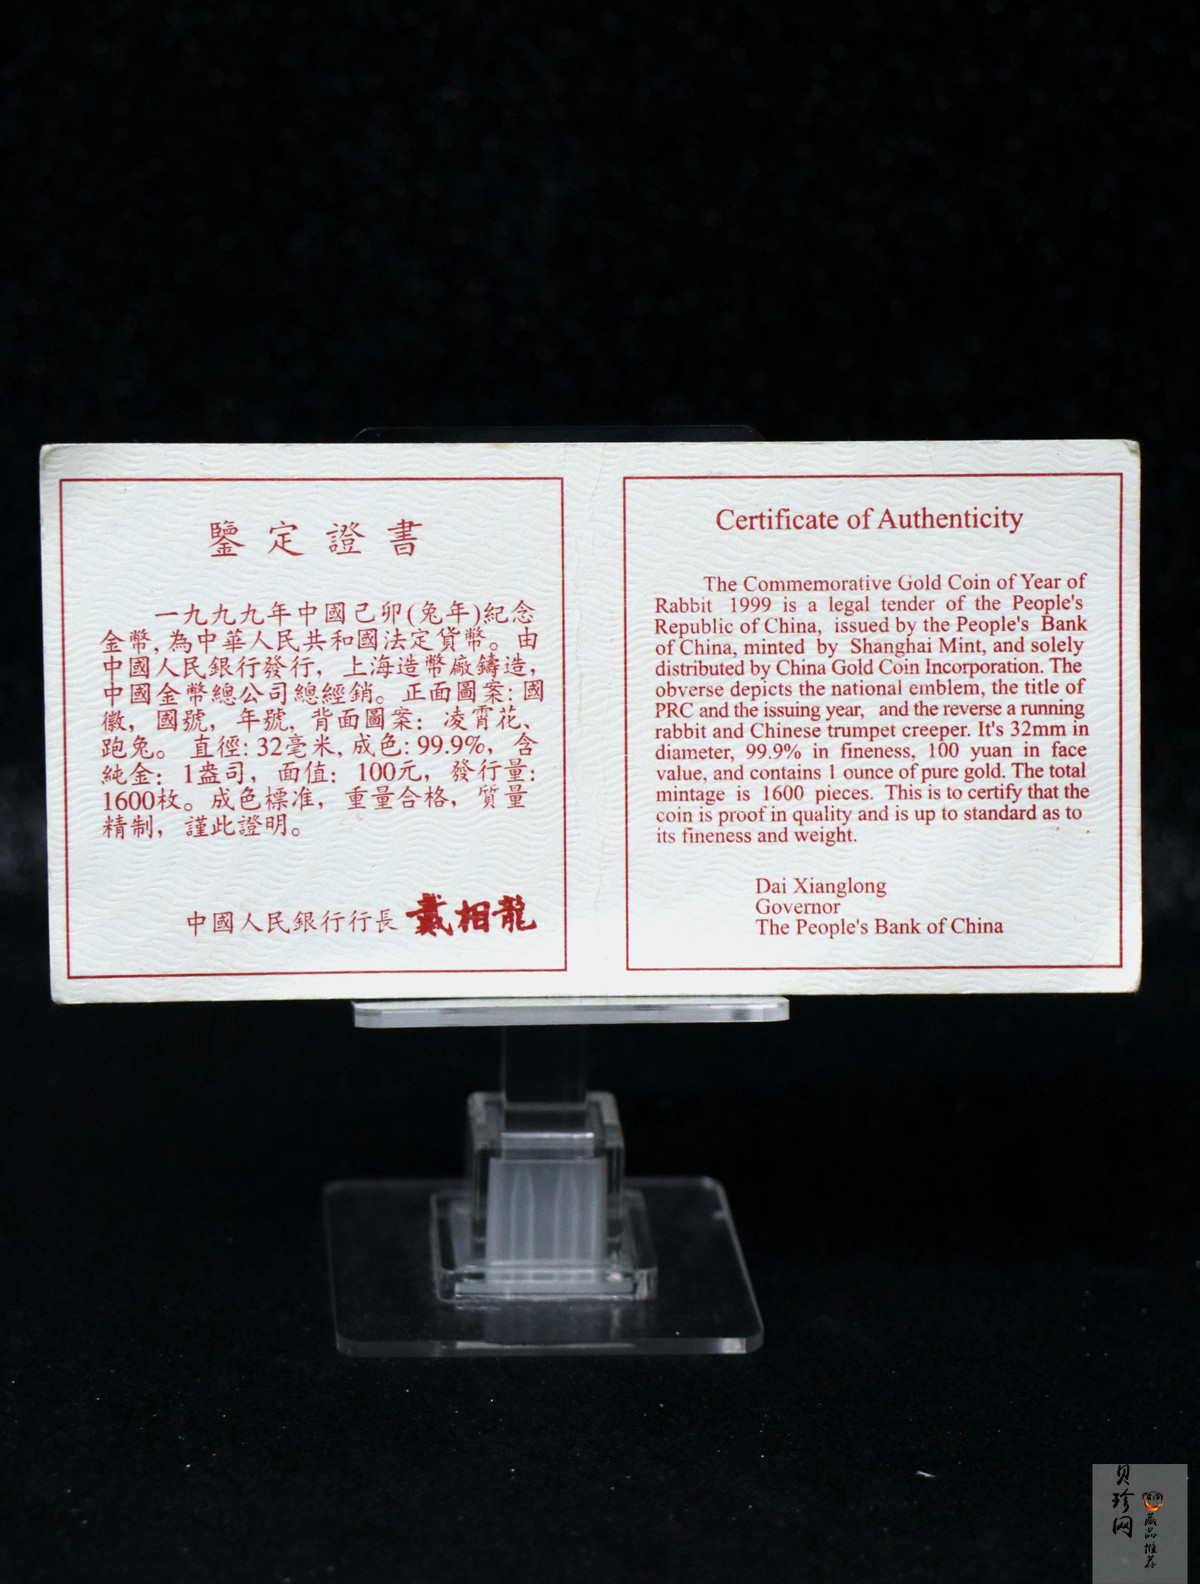 鑒定證書
一九九九年中國己卯(兔年)紀念
金幣,為中華人民共和國法定貨幣。由
中國人民銀行發行,上海造幣廠鑄造,
中國金幣總公司總經銷。正面圖案:國
徽,國號,年號,背面圖案:凌霄花、
跑兔。直徑:32毫米,成色:99.9%,含
純金:1盎司,面值:100元,發行量:
1600枚。成色標准,重量合格,質量
精制,謹此證明。
中國人民銀行行長 戴相龍
Certificate of Authenticity
The Commemorative Gold Coin of Year of
Rabbit 1999 is a legal tender of the People's
Republic of China, issued by the People's Bank
of China, minted by Shanghai Mint, and solely
distributed by China Gold Coin Incorporation. The
obverse depicts the national emblem, the title of
PRC and the issuing year, and the reverse a running
rabbit and Chinese trumpet creeper. It's 32mm in
diameter, 99.9% in fineness, 100 yuan in face
value, and contains 1 ounce of pure gold. The total
mintage is 1600 pieces. This is to certify that the
coin is proof in quality and is up to standard as to
its fineness and weight.
Dai Xianglong
Governor
The People's Bank of China
贝珍网
藏品推荐